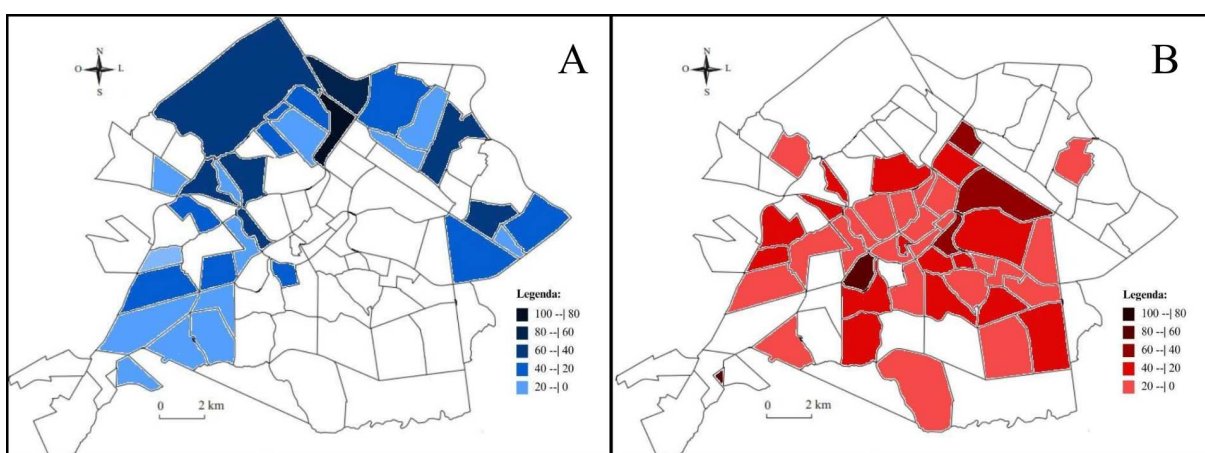 A
N
O L
S
Legenda:
100 --| 80
80 --| 60
60 --| 40
40 --| 20
20 --| 0
0 2 km
B
N
O L
S
Legenda:
100 --| 80
80 --| 60
60 --| 40
40 --| 20
20 --| 0
0 2 km